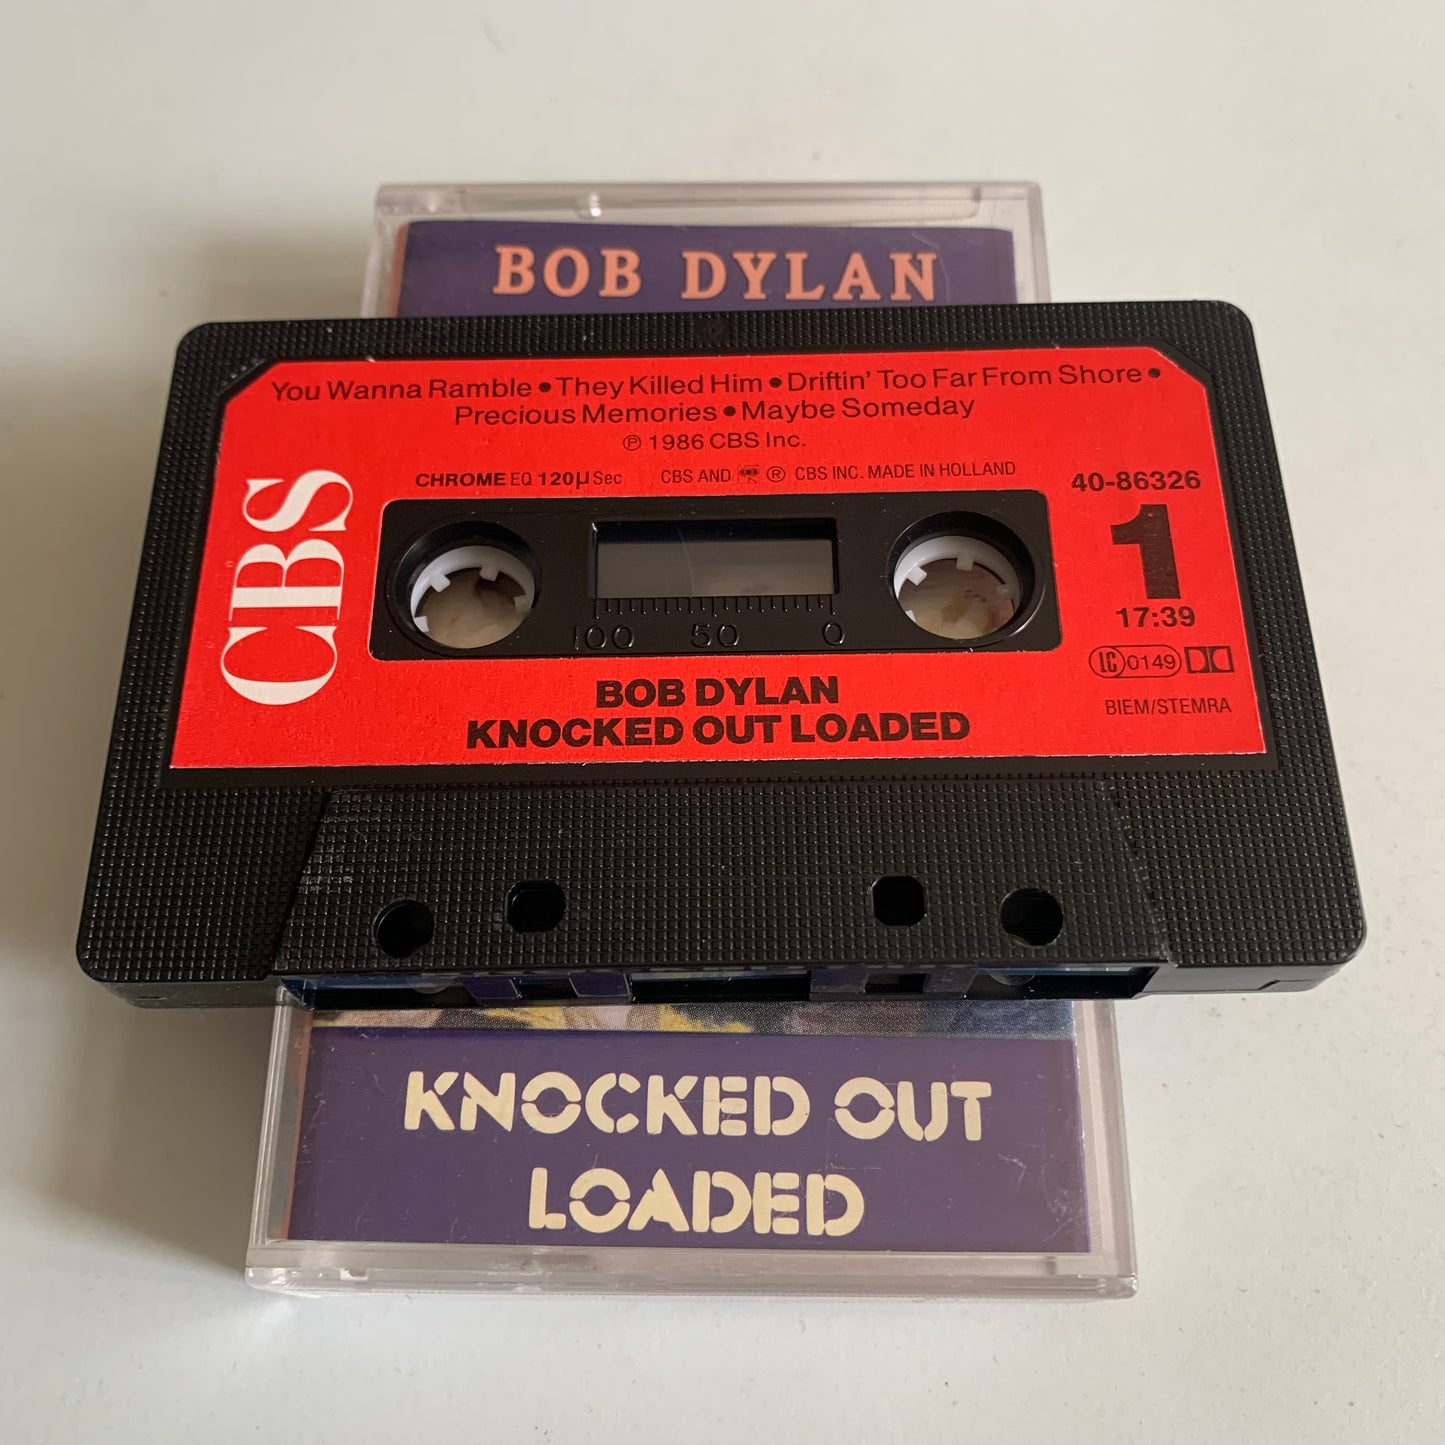 BOB DYLAN
You Wanna Ramble • They Killed Him • Driftin' Too Far From Shore •
Precious Memories • Maybe Someday
℗ 1986 CBS Inc.
CHROME EQ 120µSec CBS AND ® CBS INC. MADE IN HOLLAND
40-86326
CBS
1
17:39
100 50 0
LC 0149
BIEM/STEMRA
BOB DYLAN
KNOCKED OUT LOADED
KNOCKED OUT
LOADED